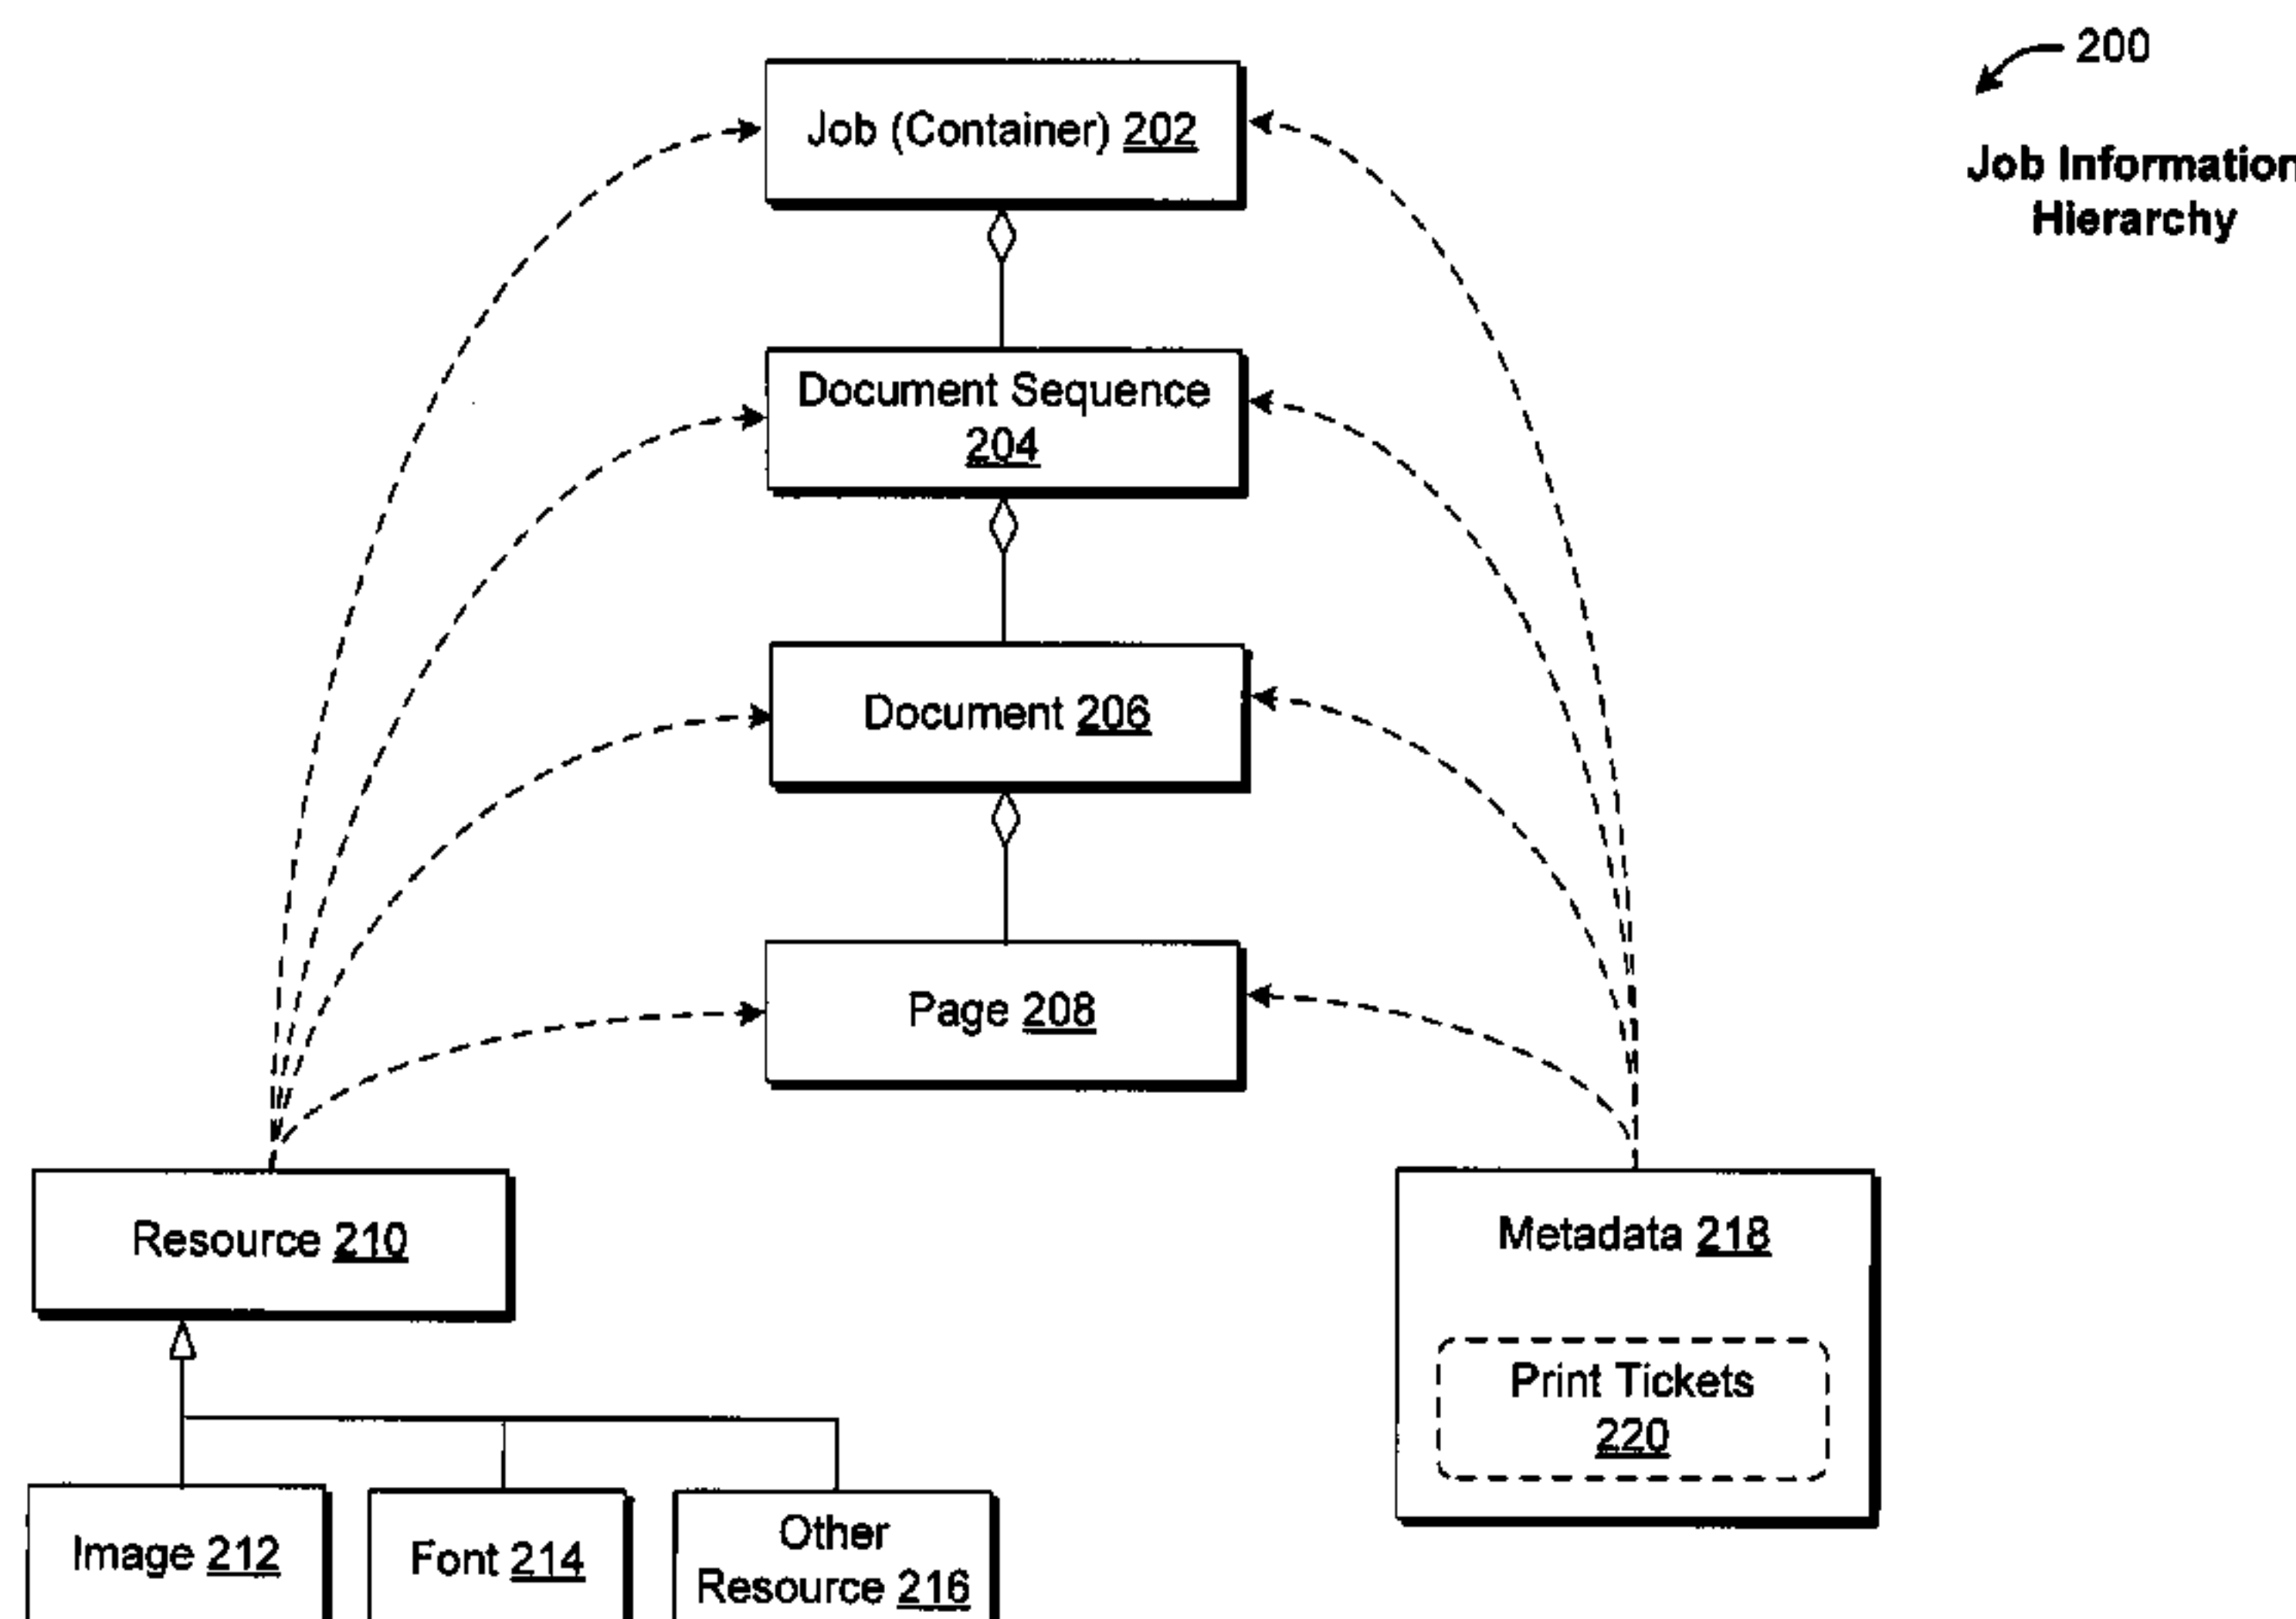 200
Job Information
Hierarchy
Job (Container) 202
Document Sequence
204
Document 206
Page 208
Resource 210
Metadata 218
Print Tickets
220
Image 212
Font 214
Other
Resource 216